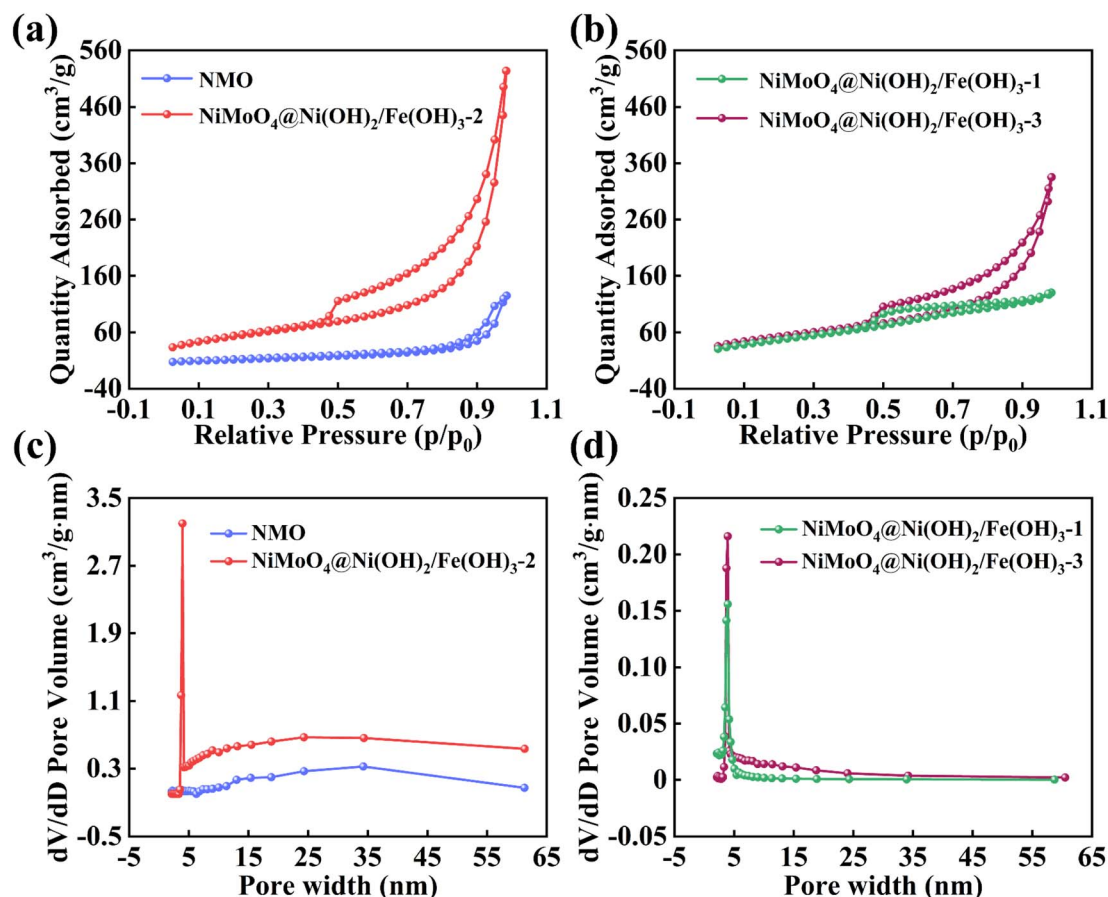 (a)
560
460
360
260
160
60
-40
Quantity Adsorbed (cm³/g)
NMO
NiMoO₄@Ni(OH)₂/Fe(OH)₃-2
-0.1 0.1 0.3 0.5 0.7 0.9 1.1
Relative Pressure (p/p₀)
(b)
560
460
360
260
160
60
-40
Quantity Adsorbed (cm³/g)
NiMoO₄@Ni(OH)₂/Fe(OH)₃-1
NiMoO₄@Ni(OH)₂/Fe(OH)₃-3
-0.1 0.1 0.3 0.5 0.7 0.9 1.1
Relative Pressure (p/p₀)
(c)
3.5
2.7
1.9
1.1
0.3
-0.5
dV/dD Pore Volume (cm³/g·nm)
NMO
NiMoO₄@Ni(OH)₂/Fe(OH)₃-2
-5 5 15 25 35 45 55 65
Pore width (nm)
(d)
0.25
0.20
0.15
0.10
0.05
0
-0.05
dV/dD Pore Volume (cm³/g·nm)
NiMoO₄@Ni(OH)₂/Fe(OH)₃-1
NiMoO₄@Ni(OH)₂/Fe(OH)₃-3
-5 5 15 25 35 45 55 65
Pore width (nm)